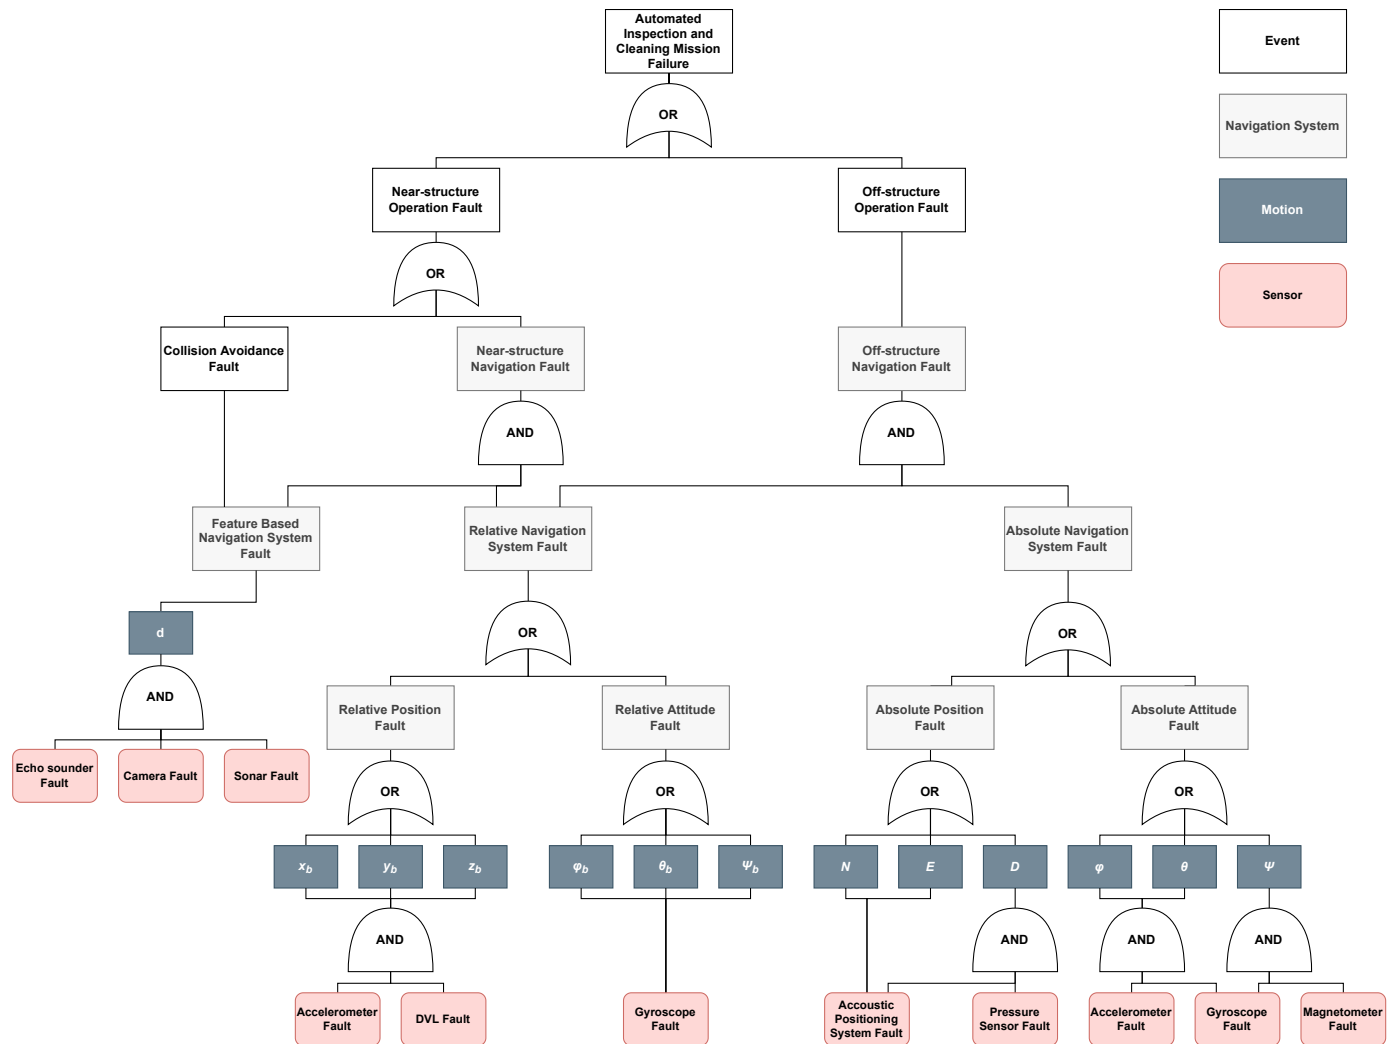 Automated
Inspection and
Cleaning Mission
Failure
Event
OR
Navigation System
Near-structure
Operation Fault
Off-structure
Operation Fault
Motion
OR
Sensor
Collision Avoidance
Fault
Near-structure
Navigation Fault
Off-structure
Navigation Fault
AND
AND
Feature Based
Navigation System
Fault
Relative Navigation
System Fault
Absolute Navigation
System Fault
d
OR
OR
AND
Relative Position
Fault
Relative Attitude
Fault
Absolute Position
Fault
Absolute Attitude
Fault
Echo sounder
Fault
Camera Fault
Sonar Fault
OR
OR
OR
OR
x_b
y_b
z_b
φ_b
θ_b
Ψ_b
N
E
D
φ
θ
Ψ
AND
AND
AND
AND
Accelerometer
Fault
DVL Fault
Gyroscope
Fault
Accoustic
Positioning
System Fault
Pressure
Sensor Fault
Accelerometer
Fault
Gyroscope
Fault
Magnetometer
Fault